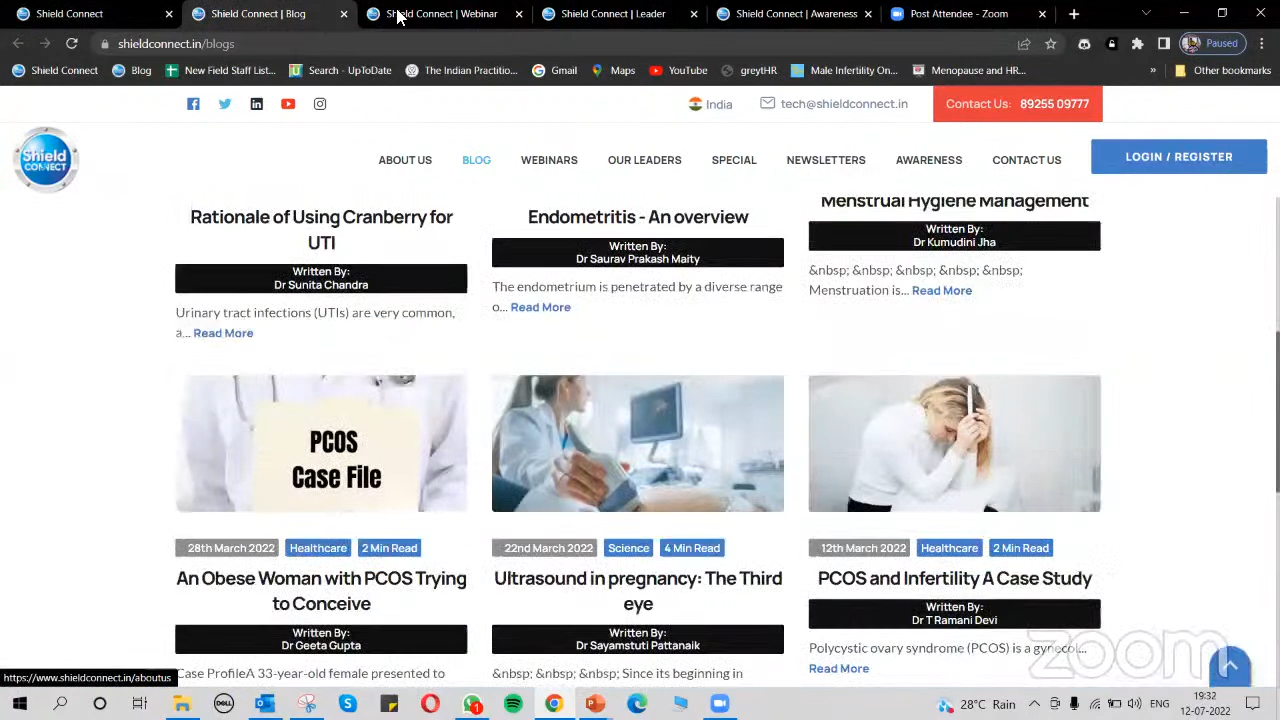 Shield Connect
Shield Connect | Blog
Shield Connect | Webinar
Shield Connect | Leader
Shield Connect | Awareness
Post Attendee - Zoom
shieldconnect.in/blogs
Paused
Shield Connect
Blog
New Field Staff List...
Search - UpToDate
The Indian Practitio...
Gmail
Maps
YouTube
greytHR
Male Infertility On...
Menopause and HR...
»
Other bookmarks
India
tech@shieldconnect.in
Contact Us: 89255 09777
Shield
CONNECT
ABOUT US
BLOG
WEBINARS
OUR LEADERS
SPECIAL
NEWSLETTERS
AWARENESS
CONTACT US
LOGIN / REGISTER
Rationale of Using Cranberry for
UTI
Written By:
Dr Sunita Chandra
Urinary tract infections (UTIs) are very common,
a... Read More
Endometritis - An overview
Written By:
Dr Saurav Prakash Maity
The endometrium is penetrated by a diverse range
o... Read More
Menstrual Hygiene Management
Written By:
Dr Kumudini Jha
&nbsp; &nbsp; &nbsp; &nbsp; &nbsp;
Menstruation is... Read More
PCOS
Case File
28th March 2022
Healthcare
2 Min Read
An Obese Woman with PCOS Trying
to Conceive
Written By:
Dr Geeta Gupta
Case ProfileA 33-year-old female presented to
22nd March 2022
Science
4 Min Read
Ultrasound in pregnancy: The Third
eye
Written By:
Dr Sayamstuti Pattanaik
&nbsp; &nbsp; &nbsp; Since its beginning in
12th March 2022
Healthcare
2 Min Read
PCOS and Infertility A Case Study
Written By:
Dr T Ramani Devi
Polycystic ovary syndrome (PCOS) is a gynecol...
Read More
zoom
https://www.shieldconnect.in/aboutus
DELL
1
28°C Rain
19:32
12-07-2022